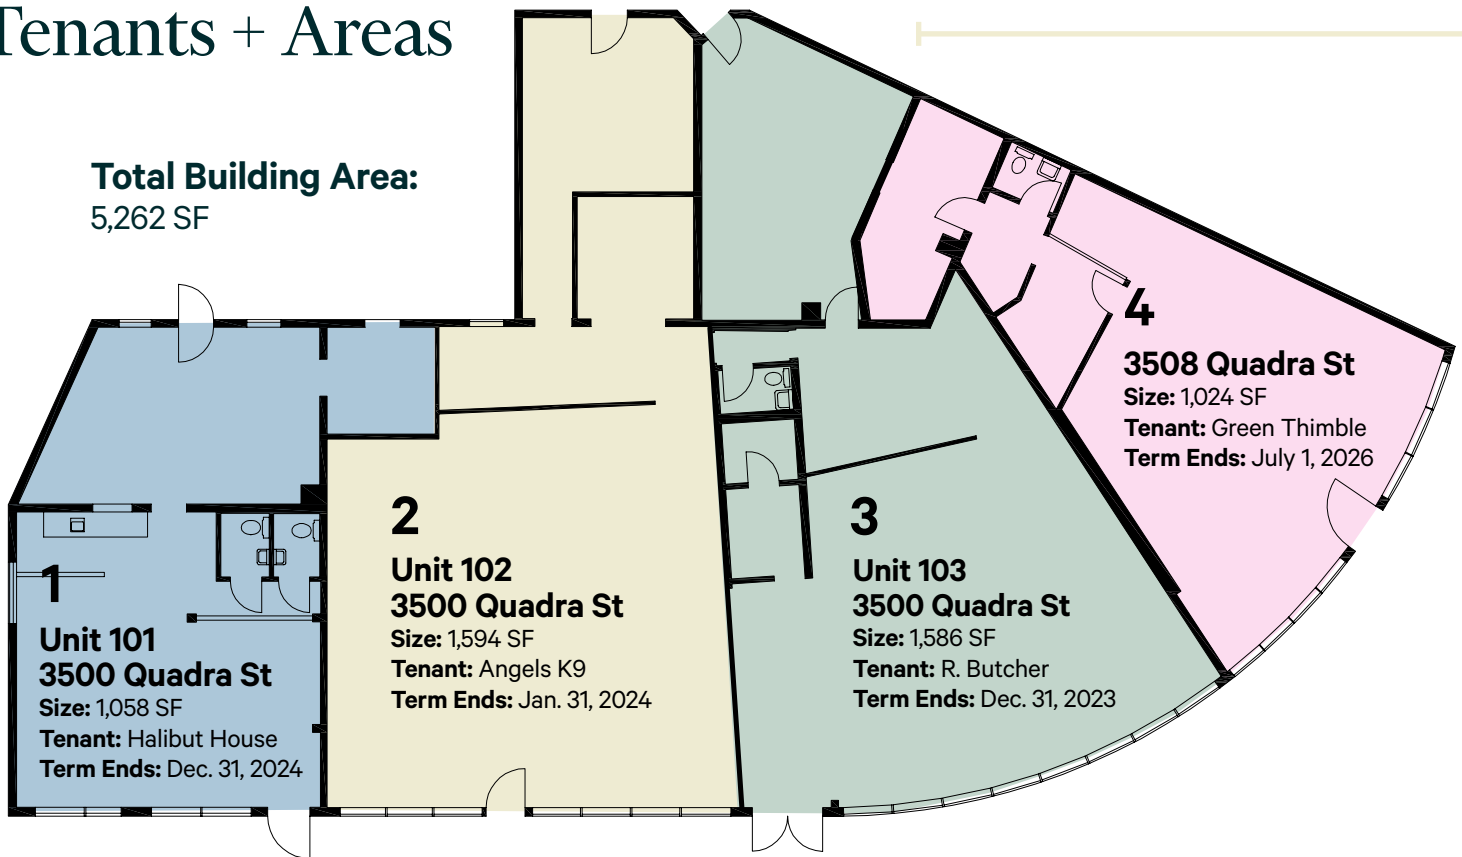 Tenants + Areas
Total Building Area:
5,262 SF
1
Unit 101
3500 Quadra St
Size: 1,058 SF
Tenant: Halibut House
Term Ends: Dec. 31, 2024
2
Unit 102
3500 Quadra St
Size: 1,594 SF
Tenant: Angels K9
Term Ends: Jan. 31, 2024
3
Unit 103
3500 Quadra St
Size: 1,586 SF
Tenant: R. Butcher
Term Ends: Dec. 31, 2023
4
3508 Quadra St
Size: 1,024 SF
Tenant: Green Thimble
Term Ends: July 1, 2026